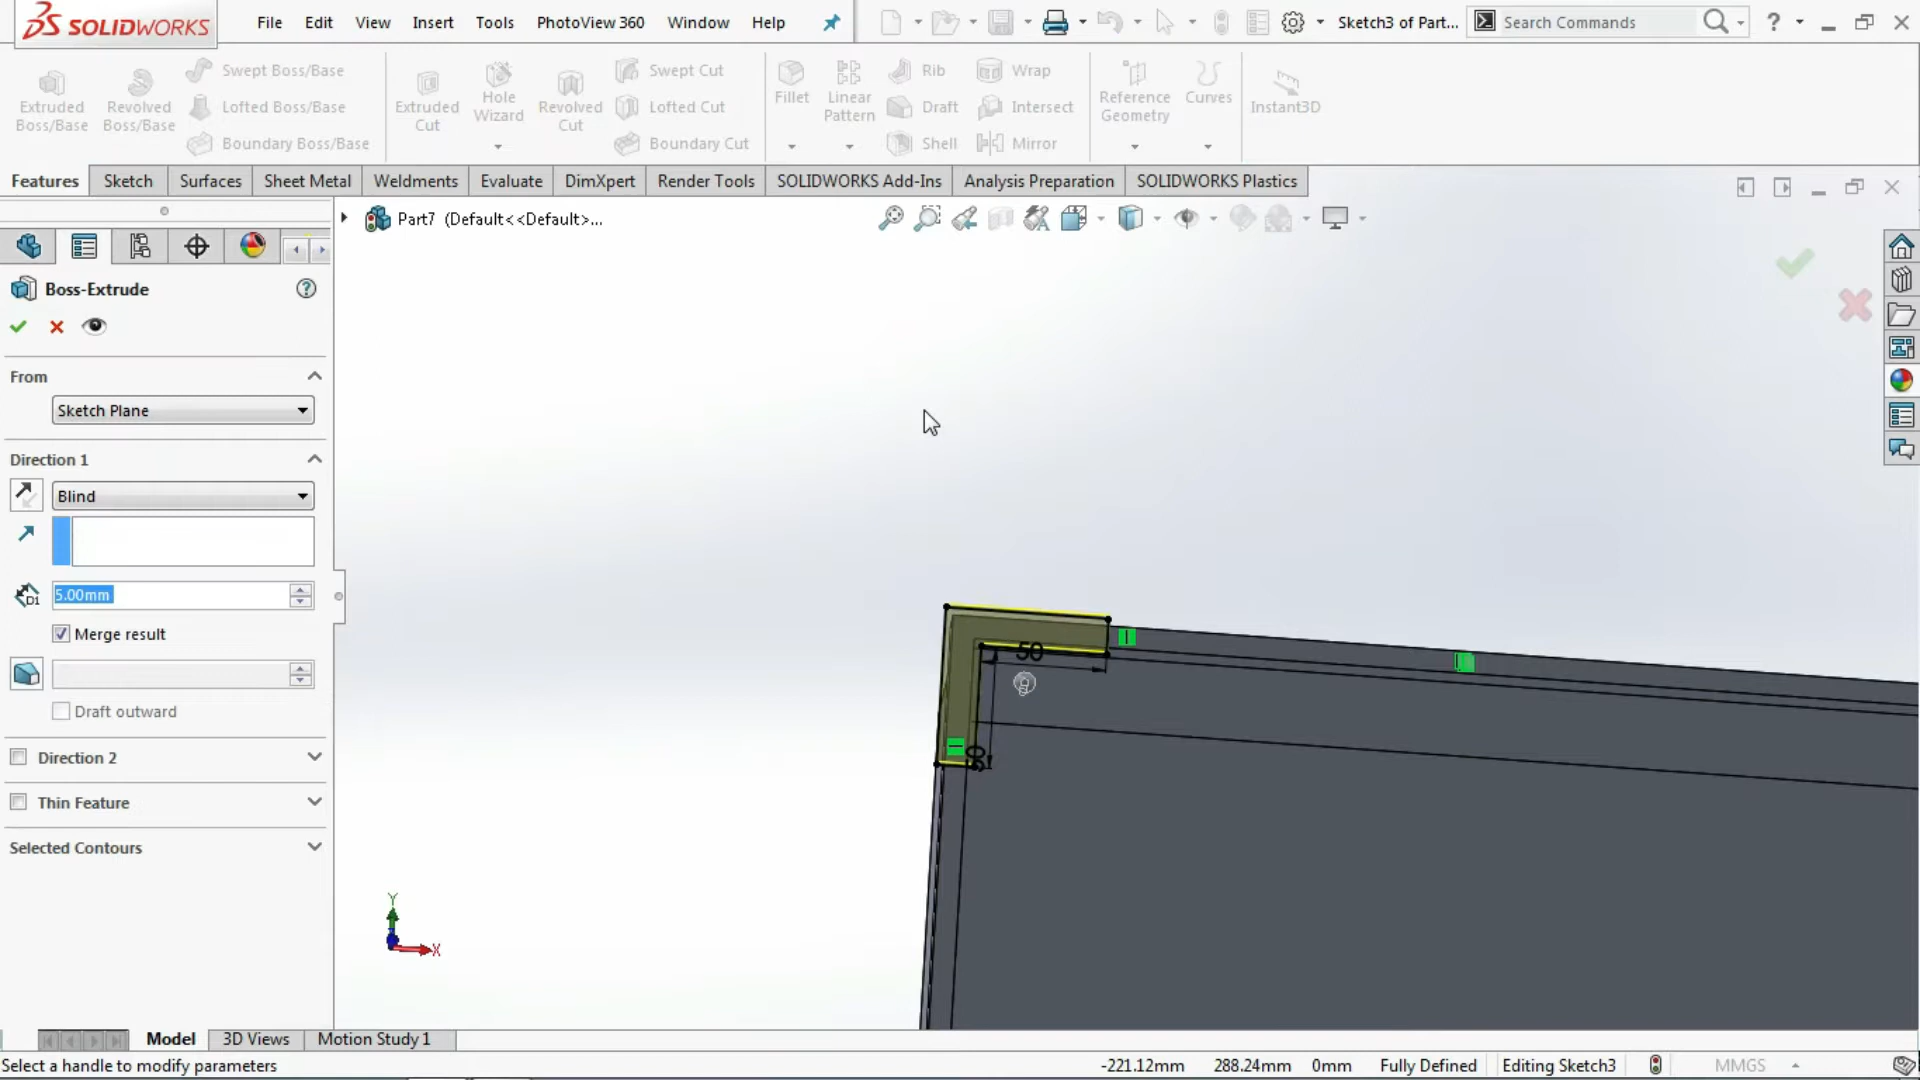 SOLIDWORKS File Edit View Insert Tools PhotoView 360 Window Help Sketch3 of Part... Search Commands ?
Extruded Boss/Base
Revolved Boss/Base
Swept Boss/Base
Lofted Boss/Base
Boundary Boss/Base
Extruded Cut
Hole Wizard
Revolved Cut
Swept Cut
Lofted Cut
Boundary Cut
Fillet
Linear Pattern
Rib
Draft
Shell
Wrap
Intersect
Mirror
Reference Geometry
Curves
Instant3D
Features Sketch Surfaces Sheet Metal Weldments Evaluate DimXpert Render Tools SOLIDWORKS Add-Ins Analysis Preparation SOLIDWORKS Plastics
Part7 (Default<<Default>...
Boss-Extrude
From
Sketch Plane
Direction 1
Blind
D1
5.00mm
Merge result
Draft outward
Direction 2
Thin Feature
Selected Contours
50
Y
X
Model 3D Views Motion Study 1
Select a handle to modify parameters -221.12mm 288.24mm 0mm Fully Defined Editing Sketch3 MMGS